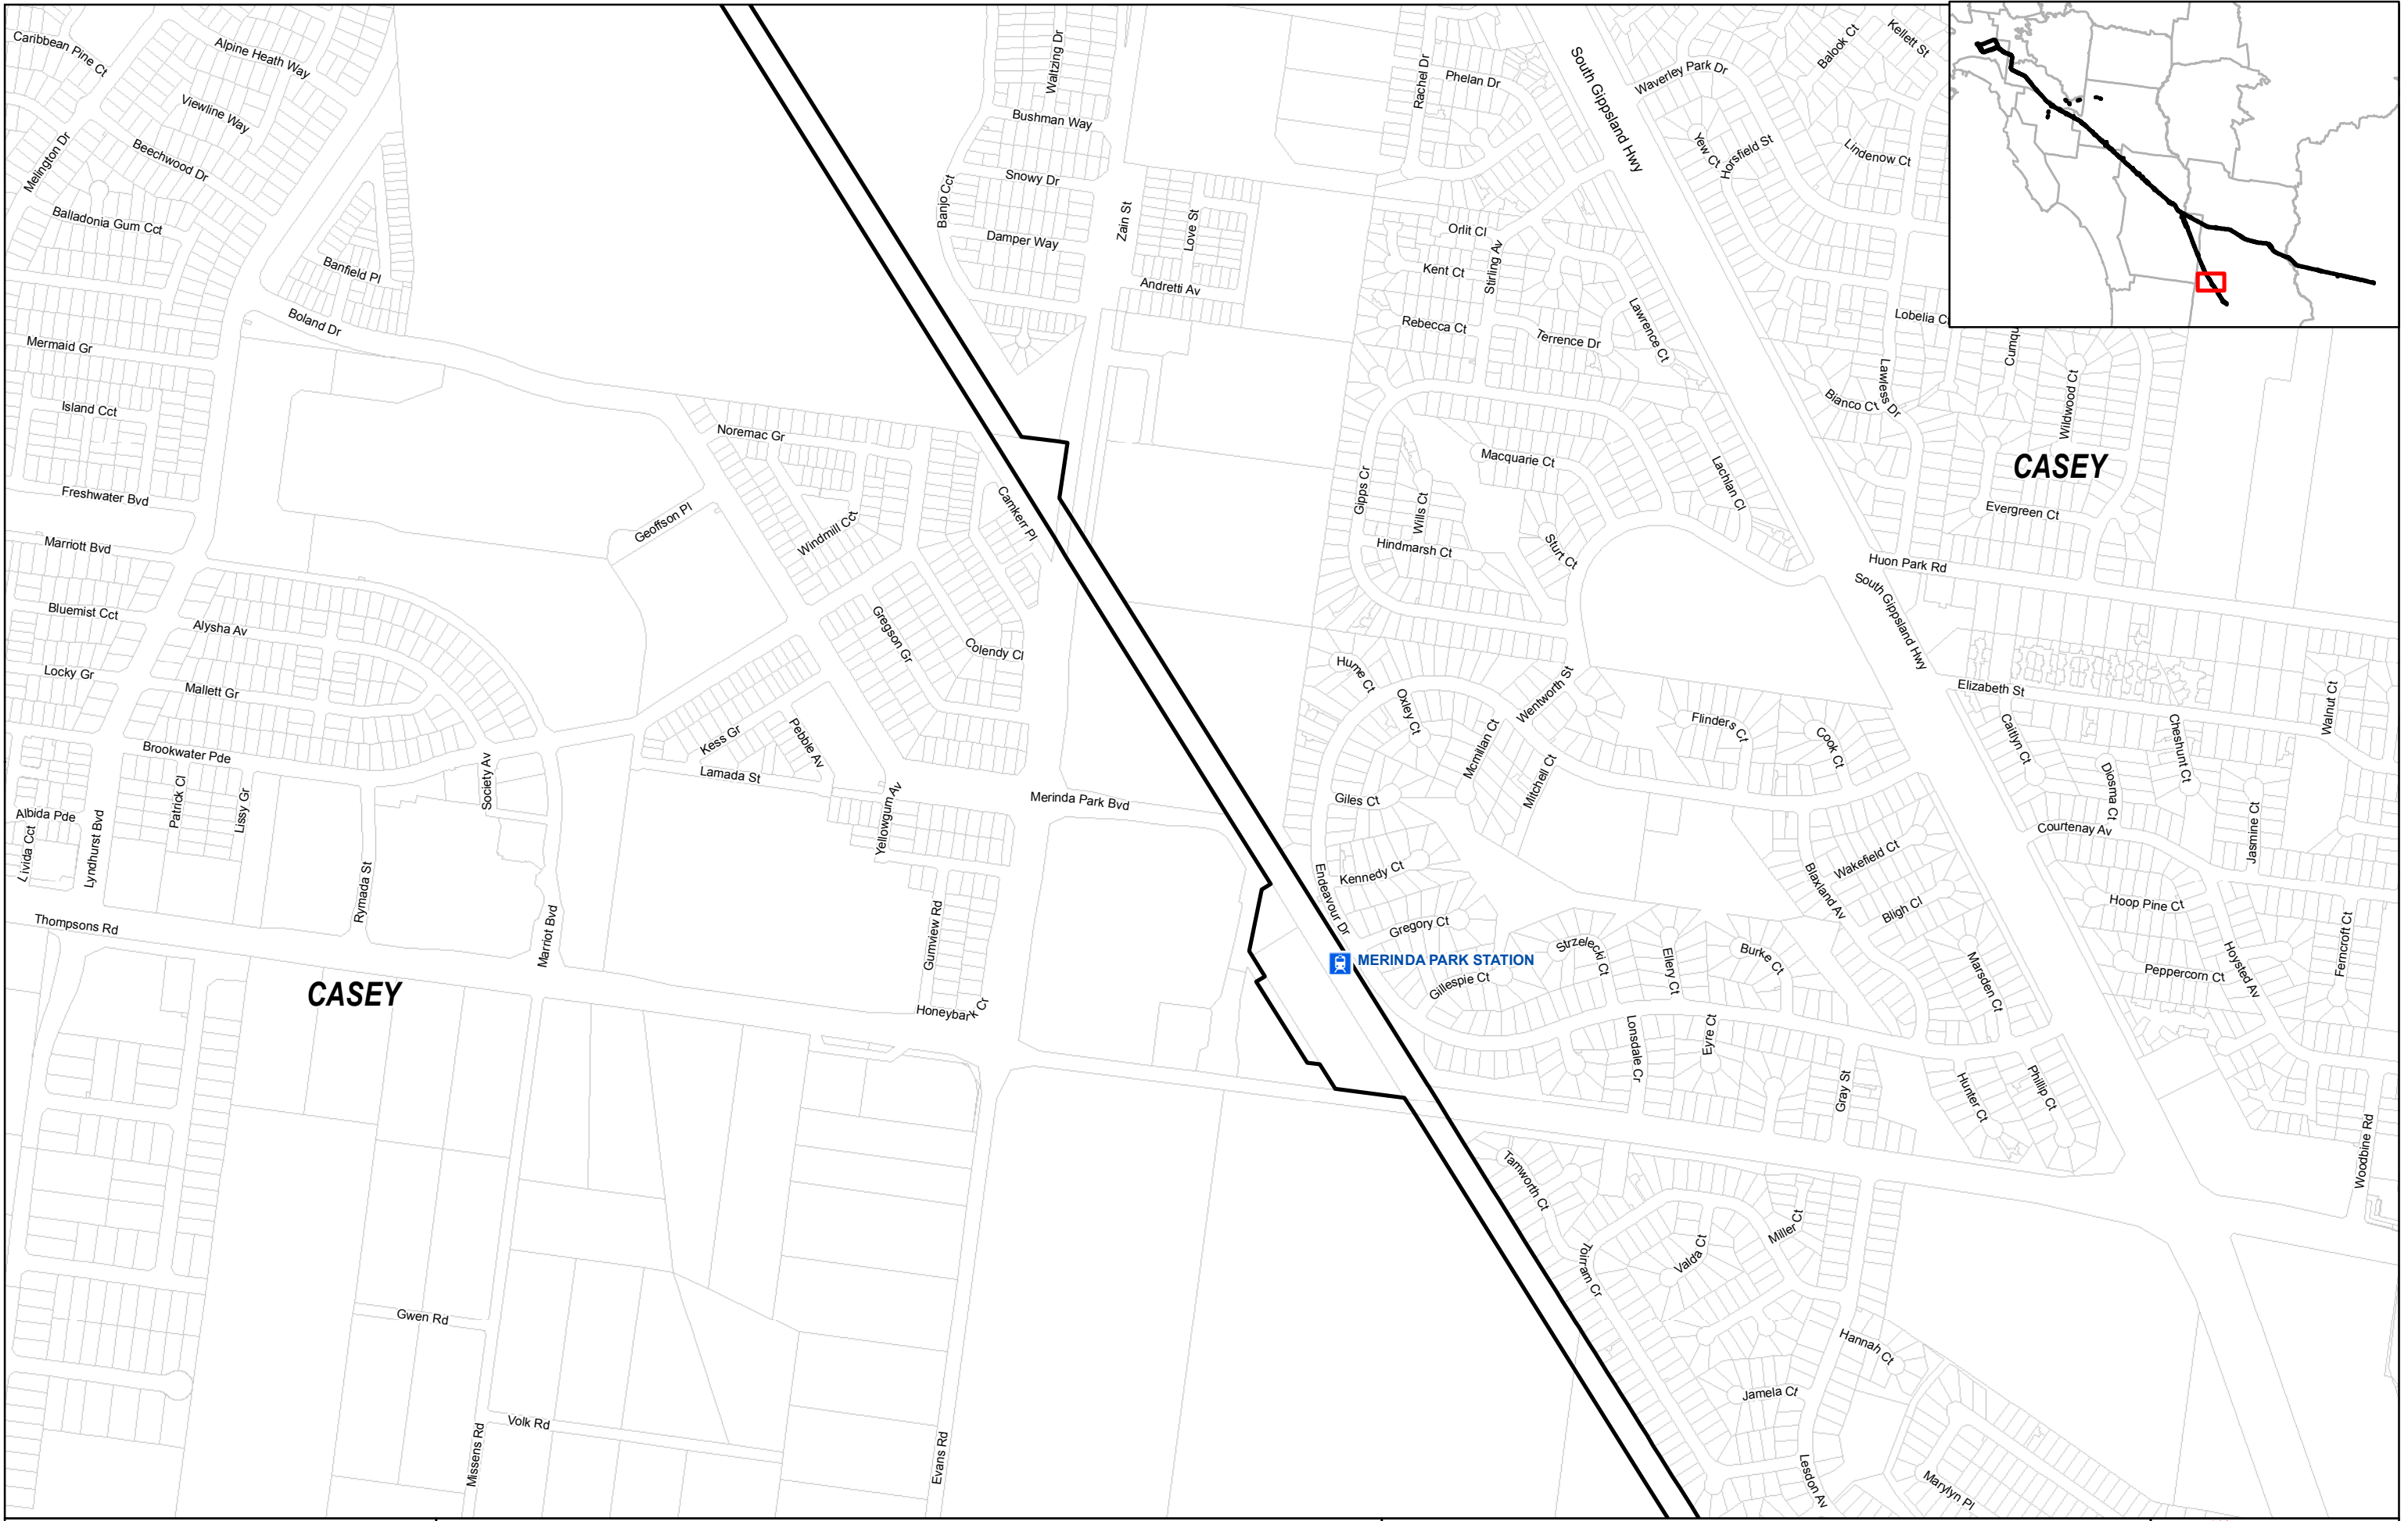 Caribbean Pine Ct
Alpine Heath Way
Viewline Way
Melington Dr
Beechwood Dr
Balladonia Gum Cct
Banfield Pl
Boland Dr
Mermaid Gr
Island Cct
Freshwater Bvd
Marriott Bvd
Bluemist Cct
Alysha Av
Locky Gr
Mallett Gr
Brookwater Pde
Society Av
Patrick Cl
Lissy Gr
Albida Pde
Livida Cct
Lyndhurst Bvd
Rymada St
Marriot Bvd
Thompsons Rd
CASEY
Gwen Rd
Volk Rd
Missens Rd
Evans Rd
Noremac Gr
Geoffson Pl
Windmill Cct
Camkerr Pl
Gregson Gr
Colendy Cl
Kess Gr
Pebble Av
Lamada St
Yellowgum Av
Merinda Park Bvd
Gumview Rd
Honeybark Cr
Waltzing Dr
Bushman Way
Snowy Dr
Banjo Cct
Damper Way
Zain St
Love St
Andretti Av
Rachel Dr
Phelan Dr
South Gippsland Hwy
Waverley Park Dr
Balook Ct
Kellett St
Yew Ct
Horsfield St
Lindenow Ct
Orlit Cl
Kent Ct
Stirling Av
Rebecca Ct
Terrence Dr
Lawrence Ct
Lobelia C
Cumqu
Lawless Dr
Bianco Ct
Wildwood Ct
CASEY
Evergreen Ct
Macquarie Ct
Lachlan Cl
Gipps Cr
Wills Ct
Hindmarsh Ct
Sturt Ct
Huon Park Rd
South Gippsland Hwy
Hume Ct
Oxley Ct
Wentworth St
Mcmillan Ct
Mitchell Ct
Flinders Ct
Cook Ct
Elizabeth St
Caitlyn Ct
Cheshunt Ct
Walnut Ct
Diosma Ct
Courtenay Av
Jasmine Ct
Giles Ct
Kennedy Ct
Endeavour Dr
Gregory Ct
MERINDA PARK STATION
Gillespie Ct
Strzelecki Ct
Ellery Ct
Burke Ct
Blaxland Av
Wakefield Ct
Bligh Cl
Marsden Ct
Hoop Pine Ct
Peppercorn Ct
Hoysted Av
Ferncroft Ct
Lonsdale Cr
Eyre Ct
Gray St
Hunter Ct
Phillip Ct
Woodbine Rd
Tamworth Ct
Toirram Cr
Valda Ct
Miller Ct
Hannah Ct
Jamela Ct
Lesdon Av
Marylyn Pl